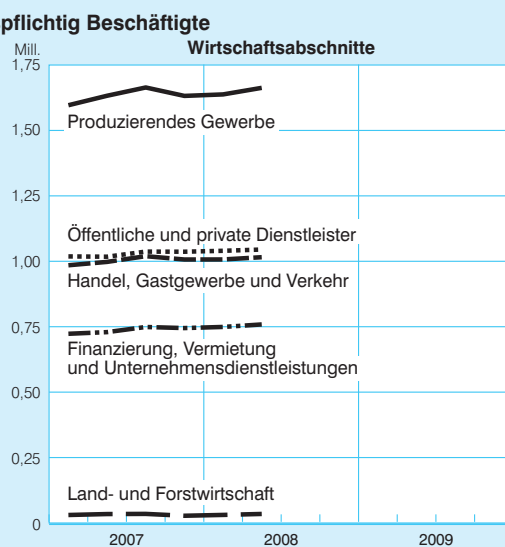 pflichtig Beschäftigte
Mill.
Wirtschaftsabschnitte
1,75
Produzierendes Gewerbe
1,50
1,25
Öffentliche und private Dienstleister
1,00
Handel, Gastgewerbe und Verkehr
0,75
Finanzierung, Vermietung
und Unternehmensdienstleistungen
0,50
0,25
Land- und Forstwirtschaft
0
2007 2008 2009